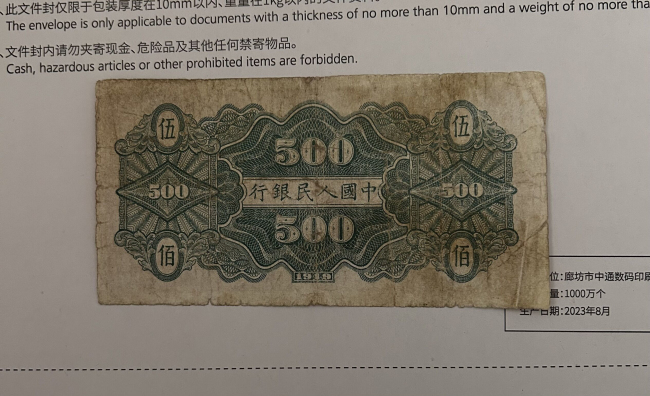 、此文件封仅限于包装厚度在10mm以内、重量在1kg以内的文件
The envelope is only applicable to documents with a thickness of no more than 10mm and a weight of no more tha
、文件封内请勿夹寄现金、危险品及其他任何禁寄物品。
Cash, hazardous articles or other prohibited items are forbidden.
伍 伍
500
500 中國人民銀行 500
500
佰 佰
1949
位:廊坊市中通数码印刷
量:1000万个
生产日期:2023年8月